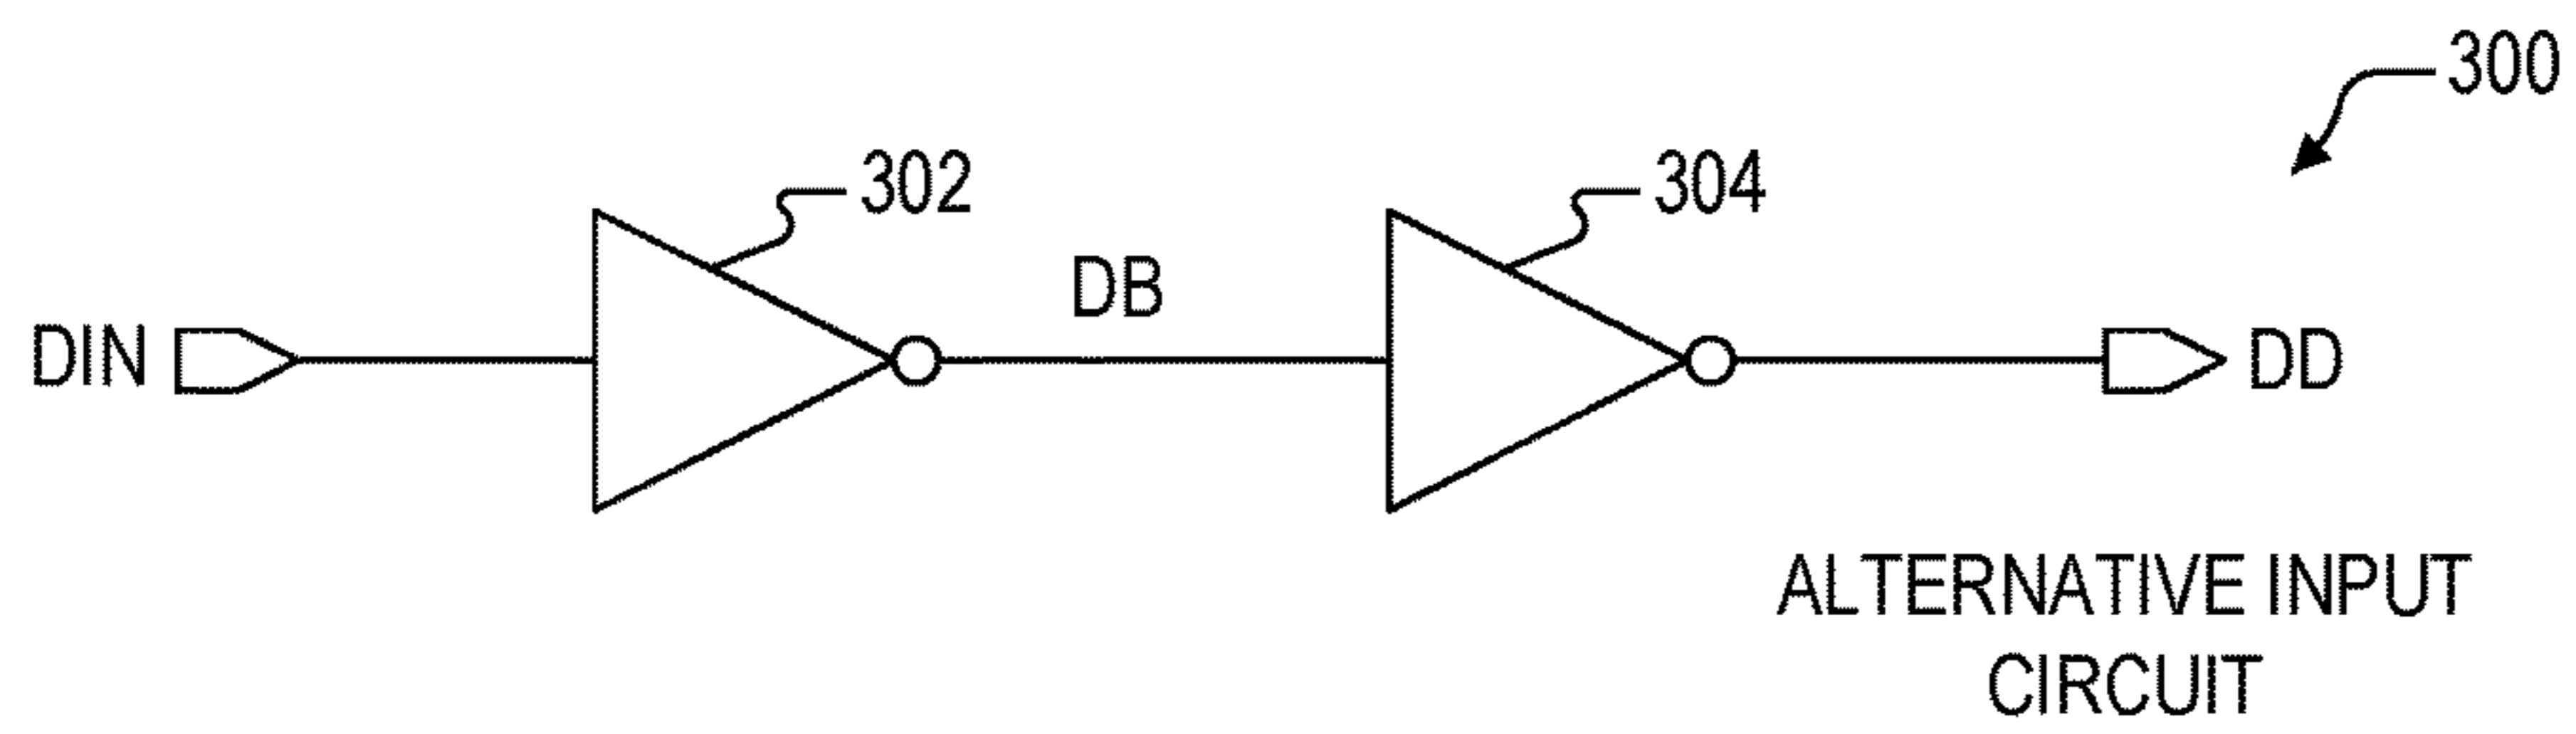 300
302
304
DB
DIN
DD
ALTERNATIVE INPUT
CIRCUIT